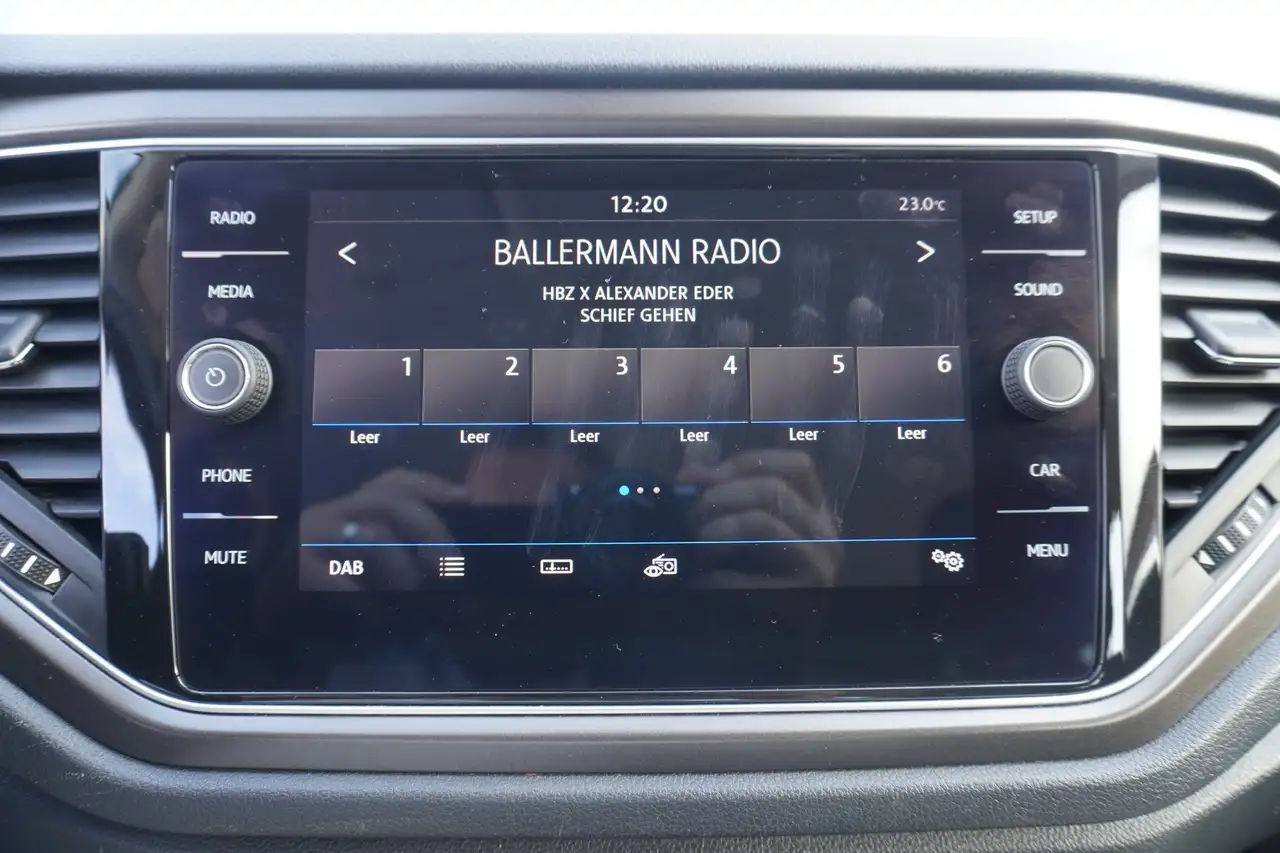 12:20
23.0°C
RADIO
MEDIA
PHONE
MUTE
< BALLERMANN RADIO >
HBZ X ALEXANDER EDER
SCHIEF GEHEN
1 2 3 4 5 6
Leer Leer Leer Leer Leer Leer
DAB
SETUP
SOUND
CAR
MENU